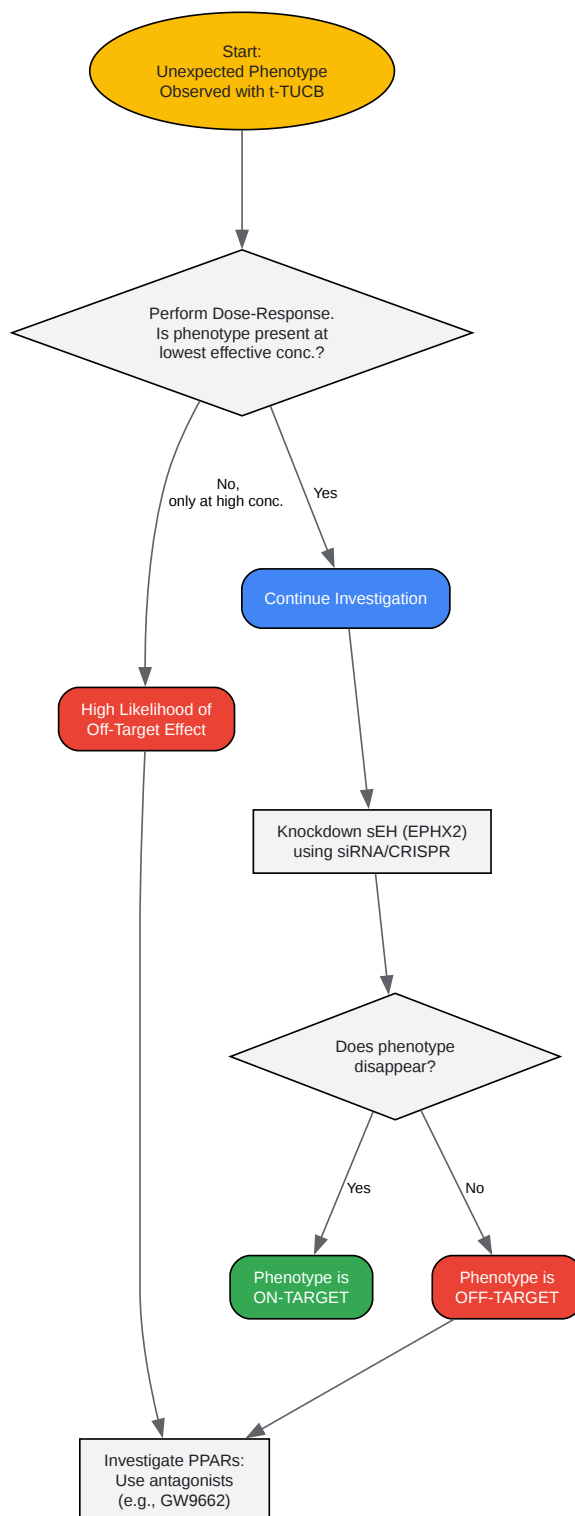 Start:
Unexpected Phenotype
Observed with t-TUCB
Perform Dose-Response.
Is phenotype present at
lowest effective conc.?
No,
only at high conc.
Yes
Continue Investigation
High Likelihood of
Off-Target Effect
Knockdown sEH (EPHX2)
using siRNA/CRISPR
Does phenotype
disappear?
Yes
No
Phenotype is
ON-TARGET
Phenotype is
OFF-TARGET
Investigate PPARs:
Use antagonists
(e.g., GW9662)